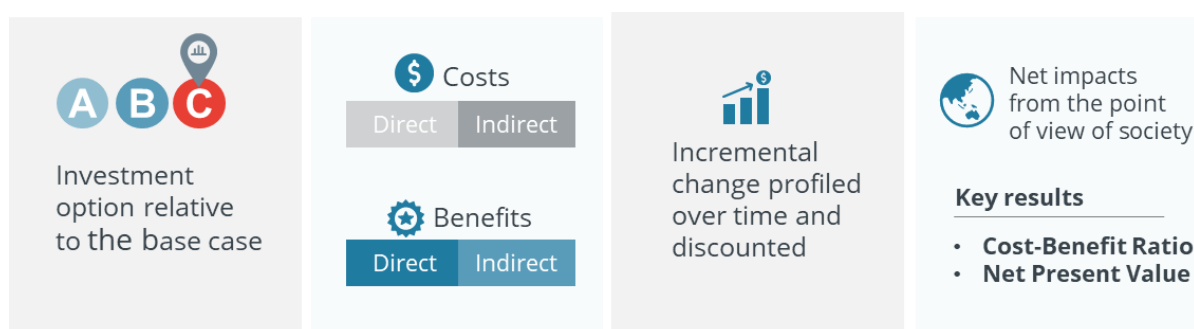 A B C
Investment
option relative
to the base case
$ Costs
Direct Indirect
Benefits
Direct Indirect
$
Incremental
change profiled
over time and
discounted
Net impacts
from the point
of view of society
Key results
• Cost-Benefit Ratio
• Net Present Value